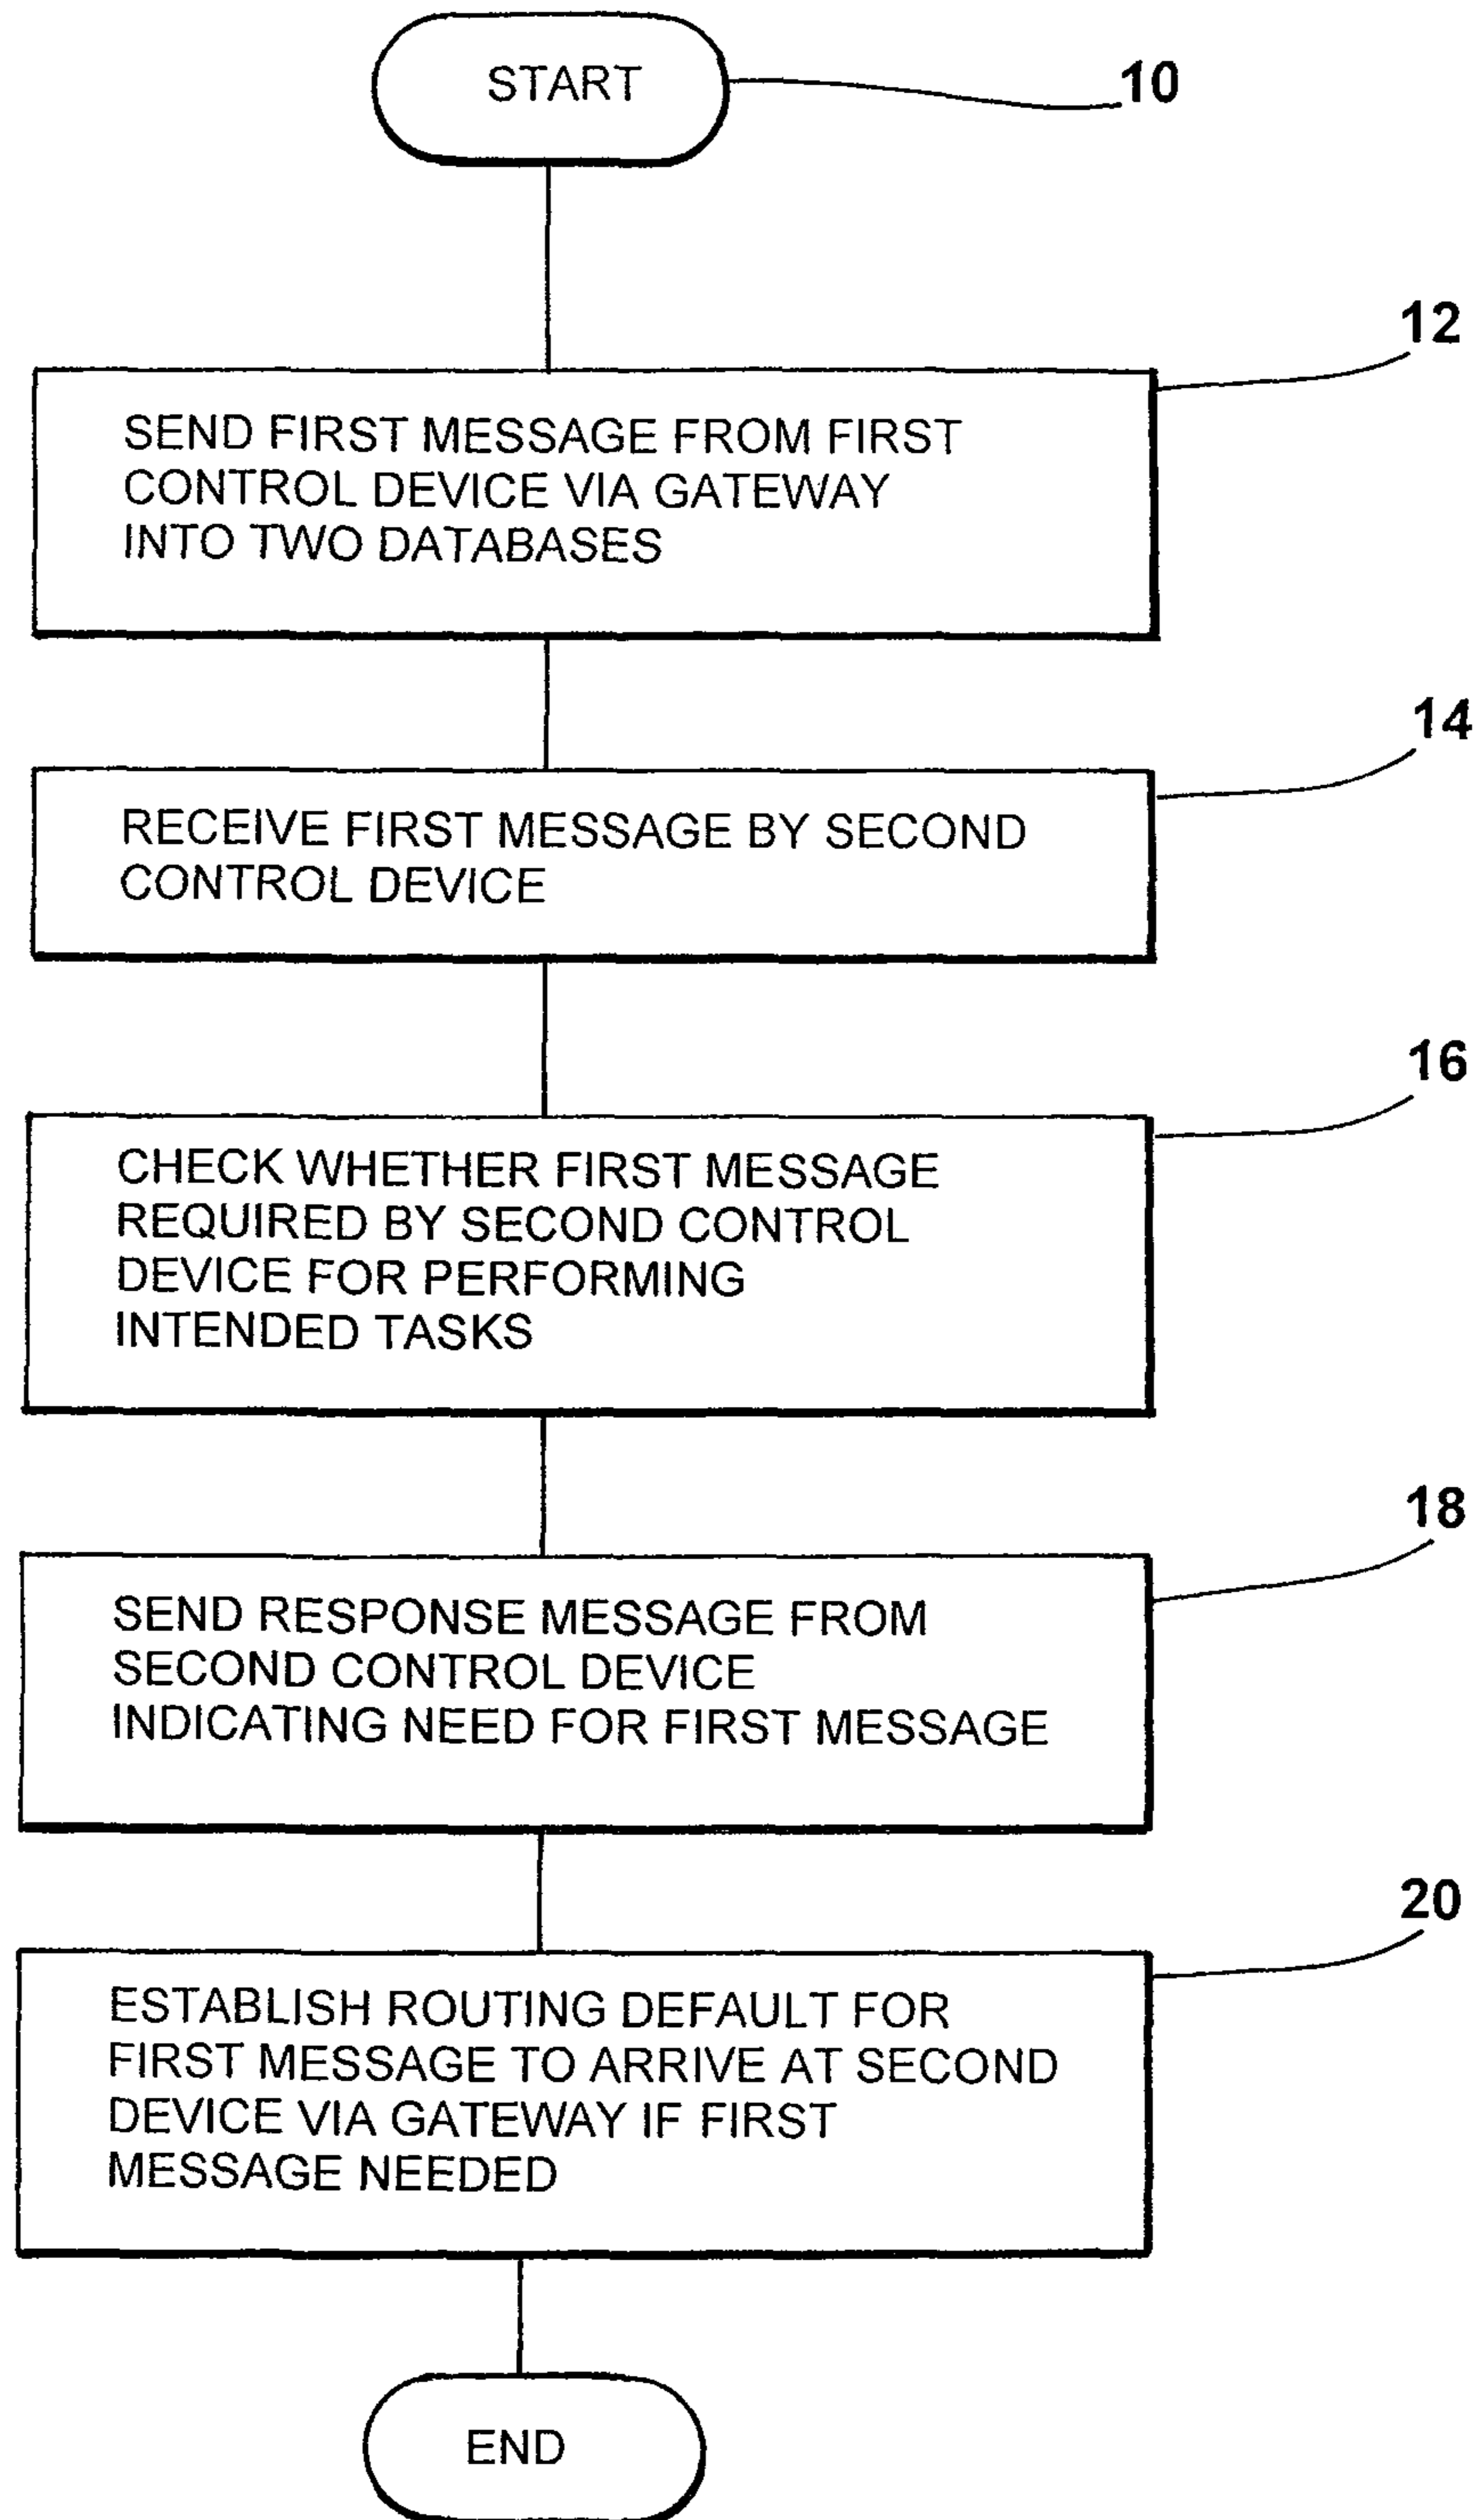 START
10
12
SEND FIRST MESSAGE FROM FIRST
CONTROL DEVICE VIA GATEWAY
INTO TWO DATABASES
14
RECEIVE FIRST MESSAGE BY SECOND
CONTROL DEVICE
16
CHECK WHETHER FIRST MESSAGE
REQUIRED BY SECOND CONTROL
DEVICE FOR PERFORMING
INTENDED TASKS
18
SEND RESPONSE MESSAGE FROM
SECOND CONTROL DEVICE
INDICATING NEED FOR FIRST MESSAGE
20
ESTABLISH ROUTING DEFAULT FOR
FIRST MESSAGE TO ARRIVE AT SECOND
DEVICE VIA GATEWAY IF FIRST
MESSAGE NEEDED
END